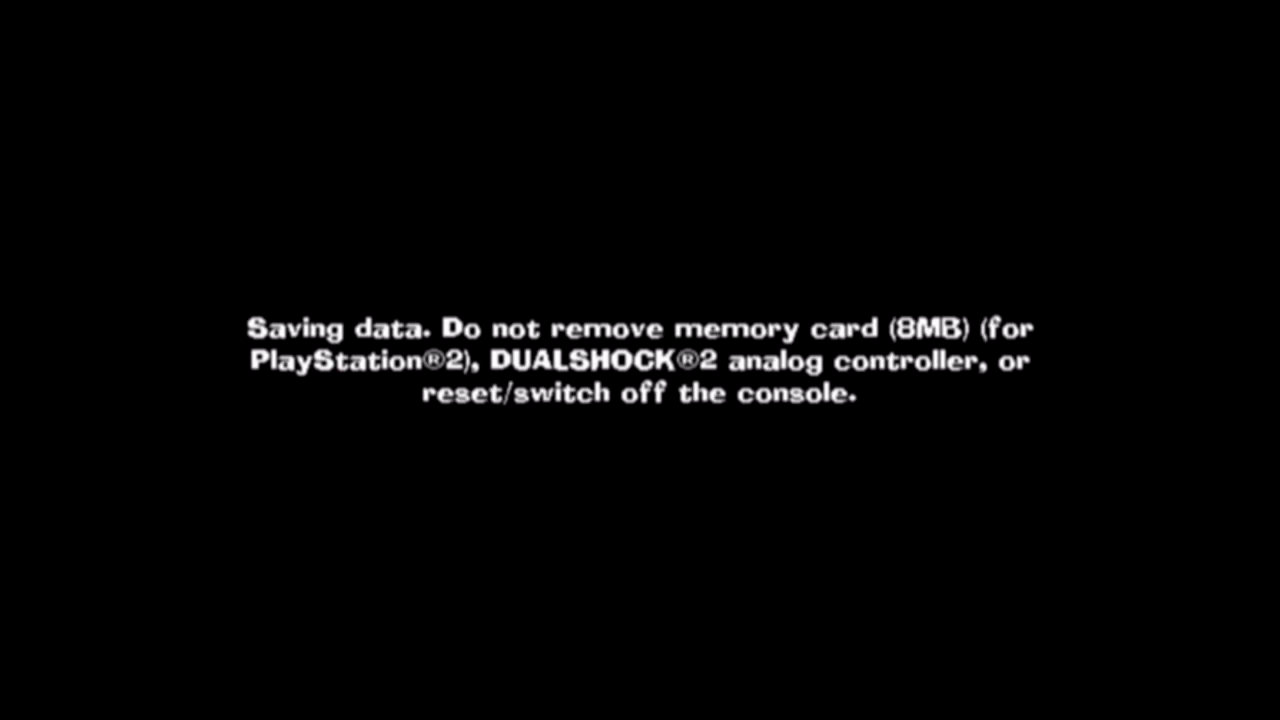 Saving data. Do not remove memory card (8MB) (for
PlayStation®2), DUALSHOCK®2 analog controller, or
reset/switch off the console.